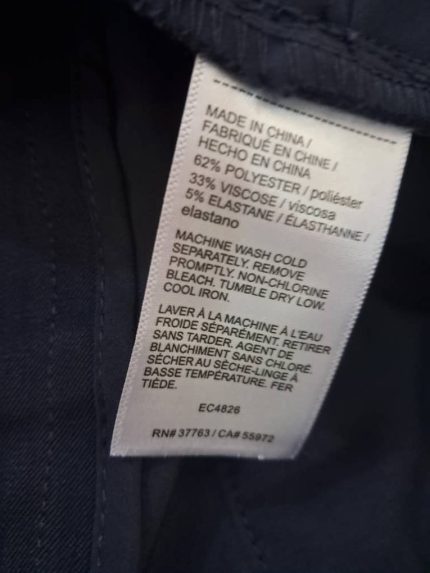 MADE IN CHINA /
FABRIQUÉ EN CHINE /
HECHO EN CHINA
62% POLYESTER / poliéster
33% VISCOSE / viscosa
5% ELASTANE / ÉLASTHANNE /
elastano
MACHINE WASH COLD
SEPARATELY. REMOVE
PROMPTLY. NON-CHLORINE
BLEACH. TUMBLE DRY LOW.
COOL IRON.
LAVER À LA MACHINE À L'EAU
FROIDE SÉPARÉMENT. RETIRER
SANS TARDER. AGENT DE
BLANCHIMENT SANS CHLORE.
SÉCHER AU SÈCHE-LINGE À
BASSE TEMPÉRATURE. FER
TIÈDE.
EC4826
RN# 37763 / CA# 55972